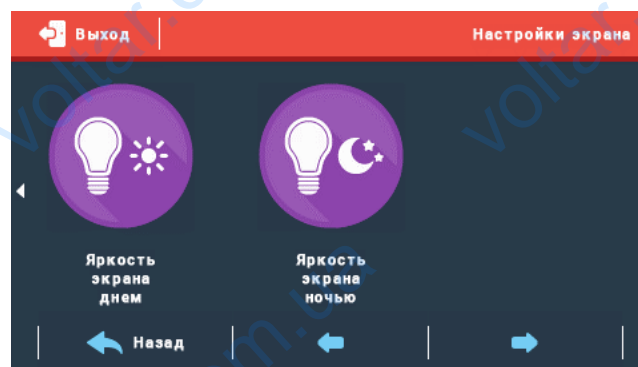 Выход
Настройки экрана
Яркость
экрана
днем
Яркость
экрана
ночью
Назад